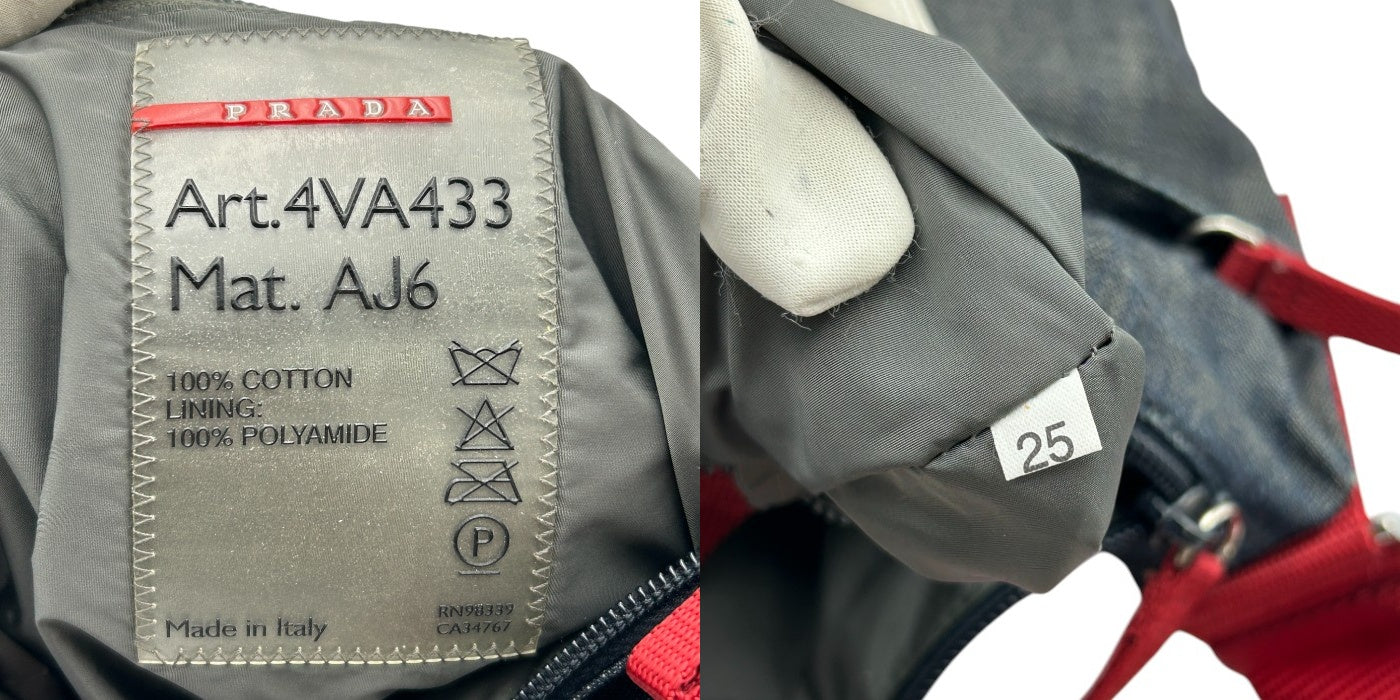 PRADA
Art.4VA433
Mat. AJ6
100% COTTON
LINING:
100% POLYAMIDE
P
Made in Italy
RN98339
CA34767
25